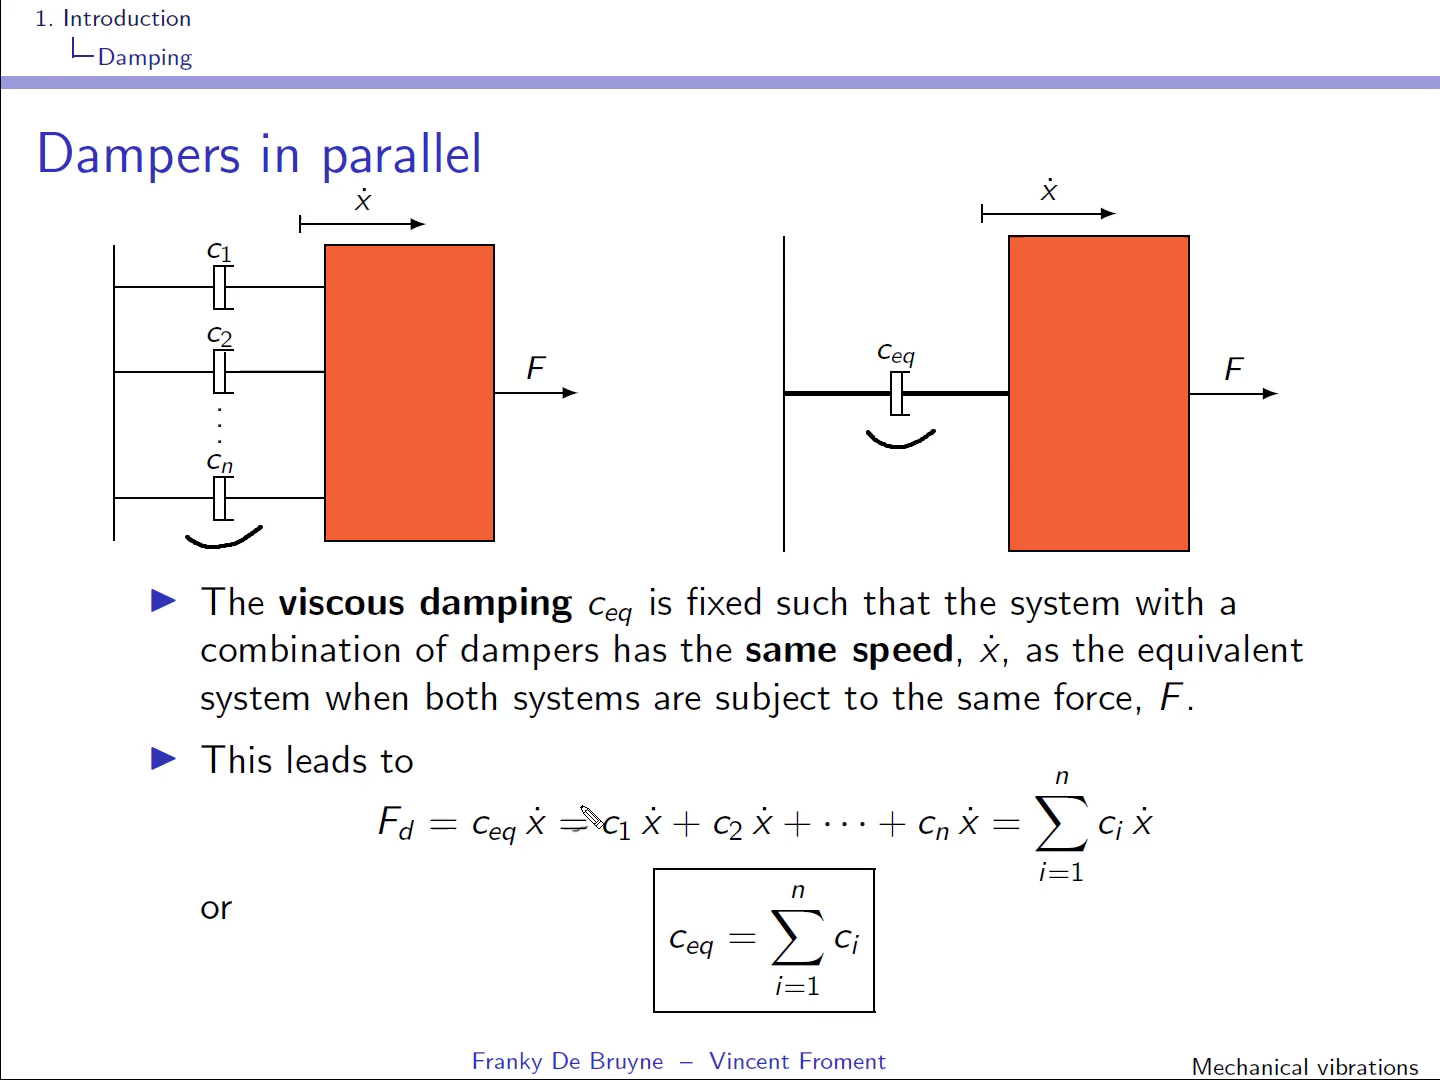 1. Introduction
Damping
Dampers in parallel
ẋ
c1
c2
⋮
cn
F
ẋ
ceq
F
▶ The viscous damping ceq is fixed such that the system with a
combination of dampers has the same speed, ẋ, as the equivalent
system when both systems are subject to the same force, F.
▶ This leads to
Fd = ceq ẋ = c1 ẋ + c2 ẋ + ··· + cn ẋ = ∑_{i=1}^{n} ci ẋ
or
ceq = ∑_{i=1}^{n} ci
Franky De Bruyne – Vincent Froment
Mechanical vibrations